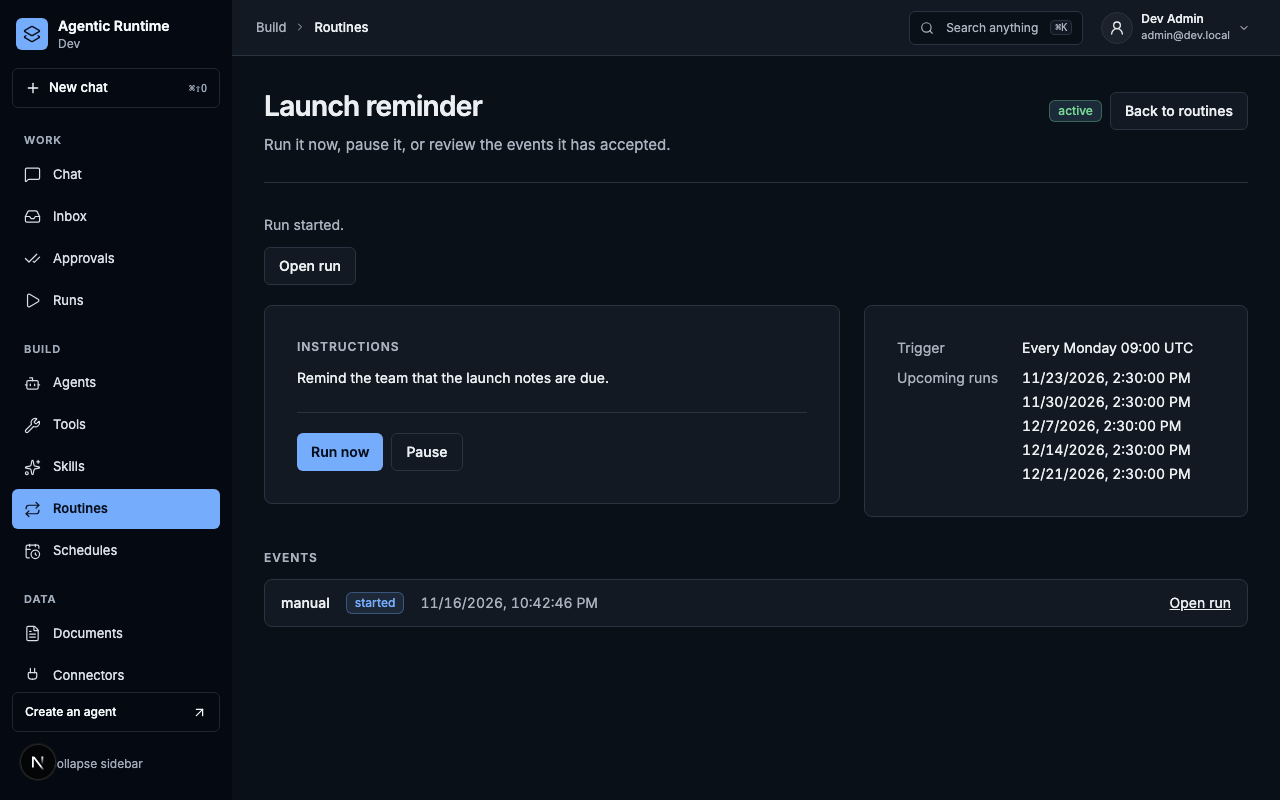 Agentic Runtime
Dev
New chat ⌘⇧O
WORK
Chat
Inbox
Approvals
Runs
BUILD
Agents
Tools
Skills
Routines
Schedules
DATA
Documents
Connectors
Create an agent
N ollapse sidebar
Build > Routines
Search anything ⌘K
Dev Admin
admin@dev.local
Launch reminder
Run it now, pause it, or review the events it has accepted.
active
Back to routines
Run started.
Open run
INSTRUCTIONS
Remind the team that the launch notes are due.
Run now
Pause
Trigger Every Monday 09:00 UTC
Upcoming runs 11/23/2026, 2:30:00 PM
11/30/2026, 2:30:00 PM
12/7/2026, 2:30:00 PM
12/14/2026, 2:30:00 PM
12/21/2026, 2:30:00 PM
EVENTS
manual started 11/16/2026, 10:42:46 PM Open run